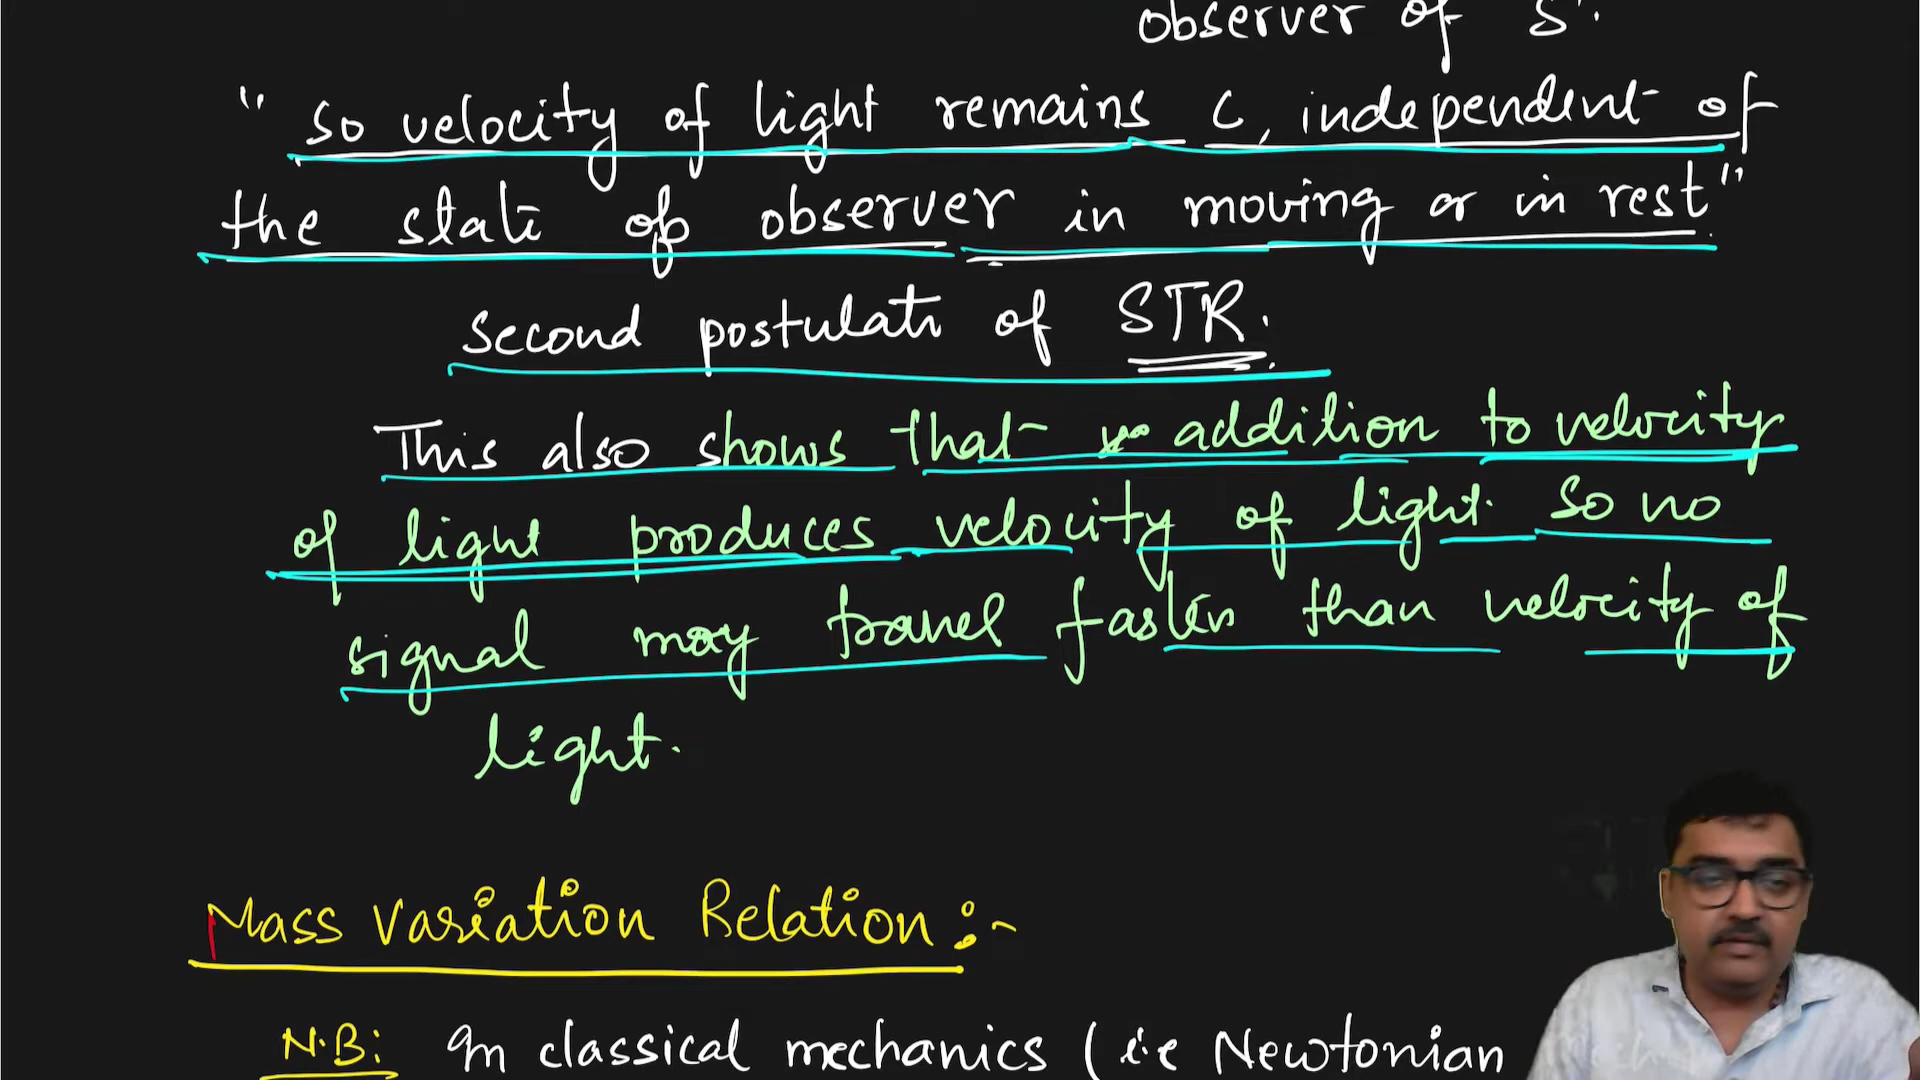 observer of S'.
" so velocity of light remains c, independent of
the state of observer in moving or in rest".
second postulate of STR.
This also shows that addition to velocity
of light produces velocity of light. So no
signal may travel faster than velocity of
light.
Mass Variation Relation :-
N.B: In classical mechanics ( i.e Newtonian